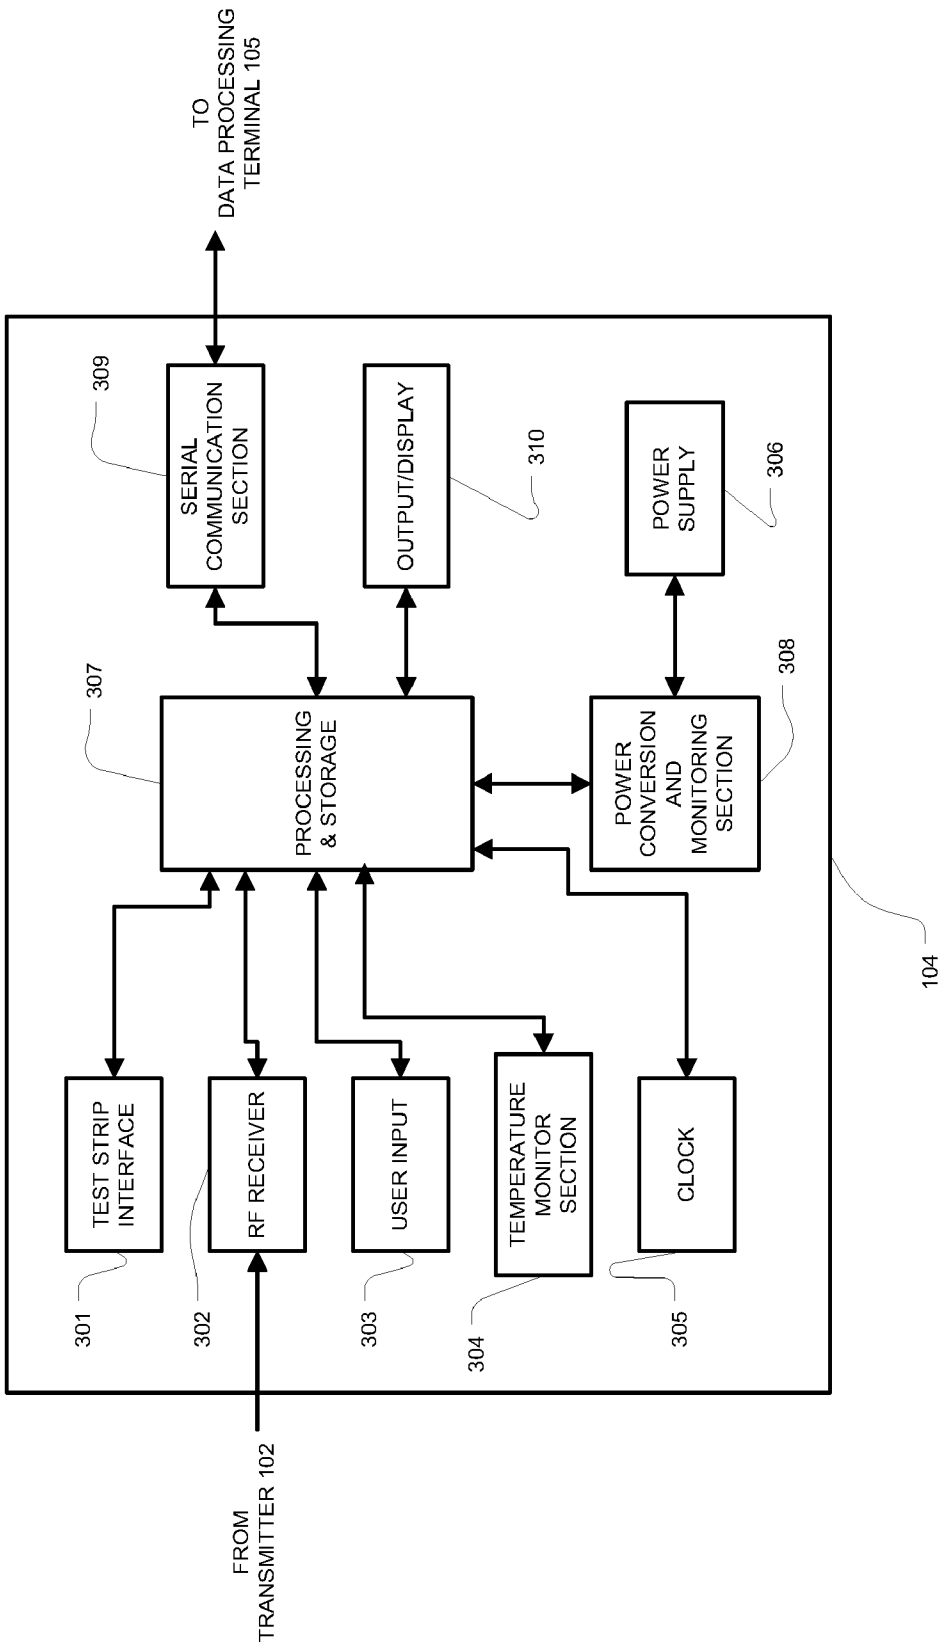 FROM
TRANSMITTER 102
301
TEST STRIP
INTERFACE
302
RF RECEIVER
303
USER INPUT
304
TEMPERATURE
MONITOR
SECTION
305
CLOCK
307
PROCESSING
& STORAGE
308
POWER
CONVERSION
AND
MONITORING
SECTION
309
SERIAL
COMMUNICATION
SECTION
310
OUTPUT/DISPLAY
306
POWER
SUPPLY
TO
DATA PROCESSING
TERMINAL 105
104